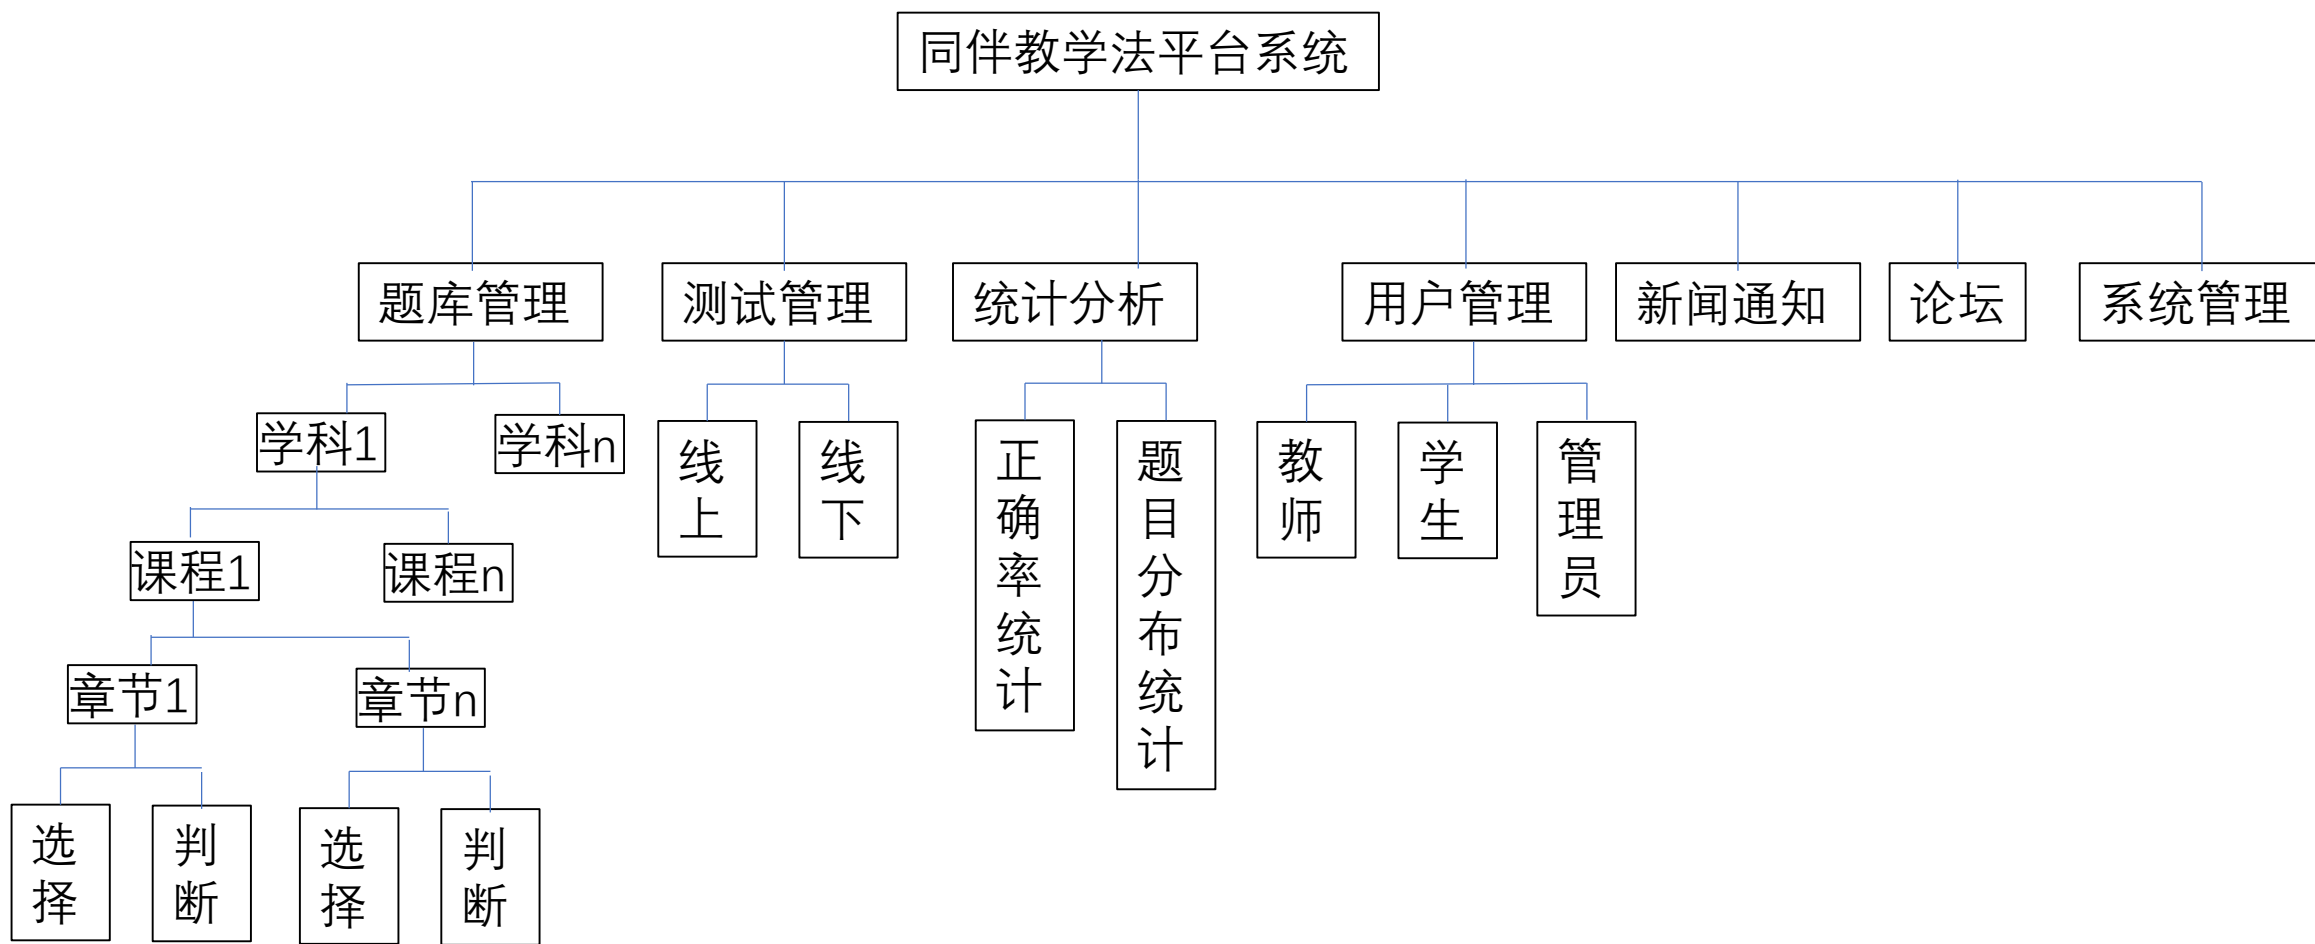 同伴教学法平台系统
题库管理
测试管理
统计分析
用户管理
新闻通知
论坛
系统管理
学科1
学科n
线上
线下
正确率统计
题目分布统计
教师
学生
管理员
课程1
课程n
章节1
章节n
选择
判断
选择
判断